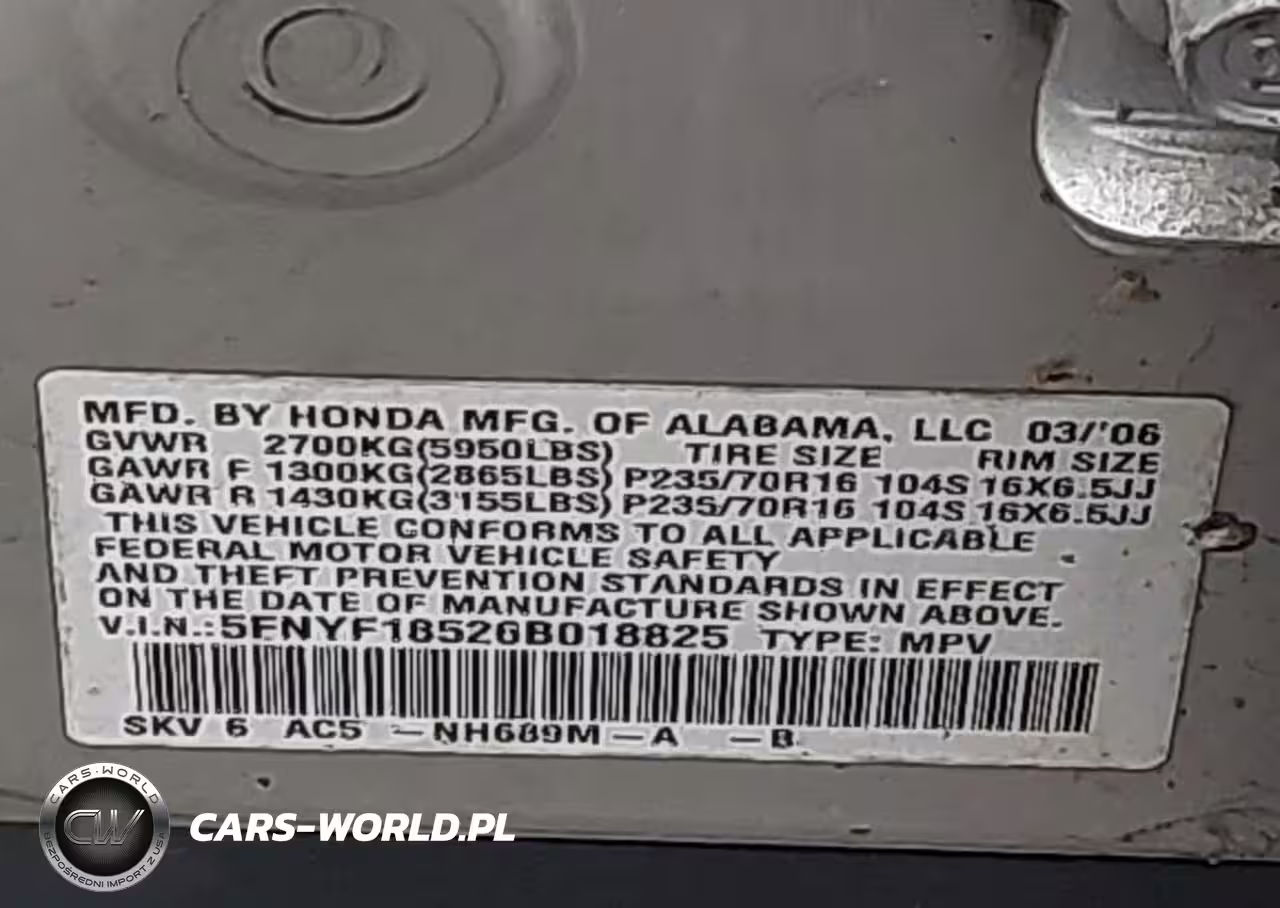 MFD. BY HONDA MFG. OF ALABAMA, LLC 03/'06
GVWR 2700KG(5950LBS) TIRE SIZE RIM SIZE
GAWR F 1300KG(2865LBS) P235/70R16 104S 16X6.5JJ
GAWR R 1430KG(3155LBS) P235/70R16 104S 16X6.5JJ
THIS VEHICLE CONFORMS TO ALL APPLICABLE
FEDERAL MOTOR VEHICLE SAFETY
AND THEFT PREVENTION STANDARDS IN EFFECT
ON THE DATE OF MANUFACTURE SHOWN ABOVE.
V.I.N.: 5FNYF18526B018825 TYPE: MPV
SKV 6 AC5 -NH689M-A -B
CARS-WORLD
CW
BEZPOŚREDNI IMPORT Z USA
CARS-WORLD.PL